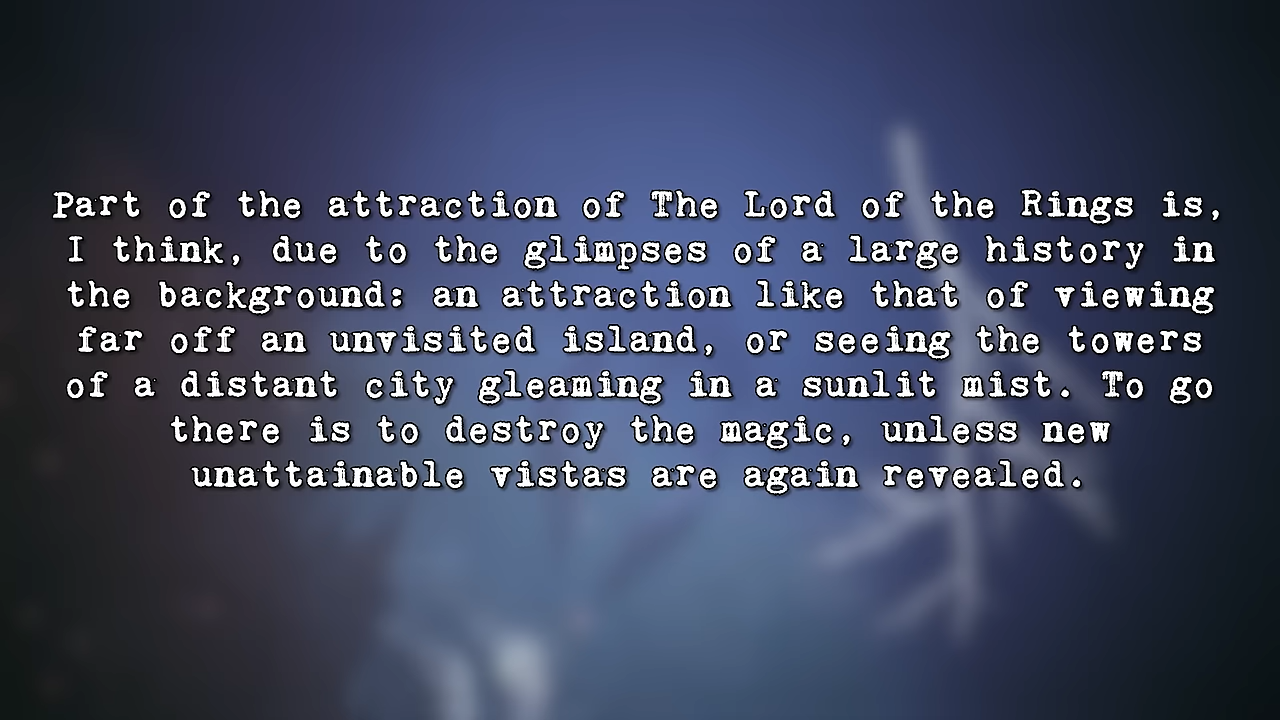 Part of the attraction of The Lord of the Rings is,
I think, due to the glimpses of a large history in
the background: an attraction like that of viewing
far off an unvisited island, or seeing the towers
of a distant city gleaming in a sunlit mist. To go
there is to destroy the magic, unless new
unattainable vistas are again revealed.